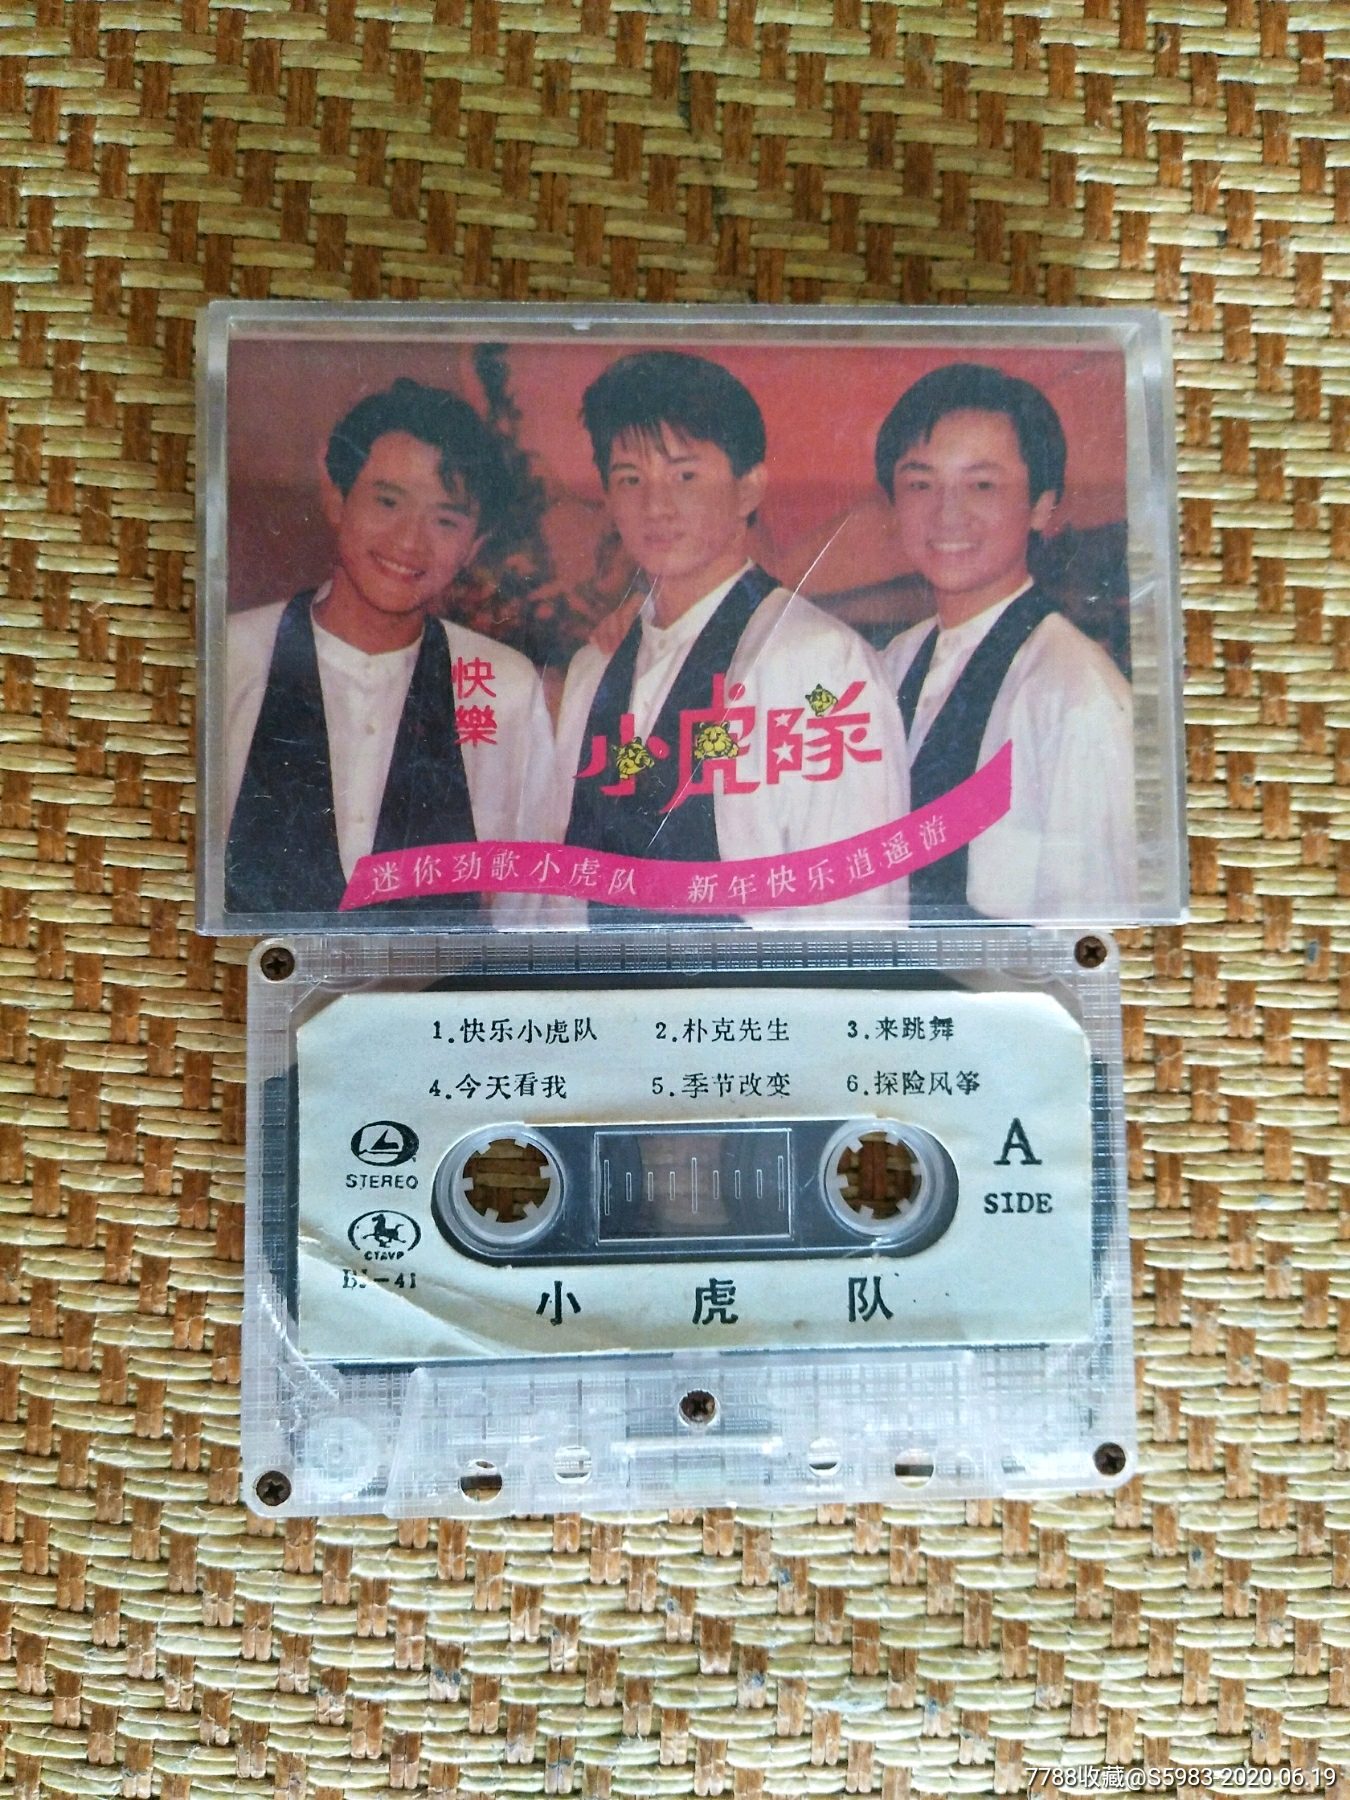 快
樂
小虎隊
迷你劲歌小虎队 新年快乐逍遥游
1.快乐小虎队 2.朴克先生 3.来跳舞
4.今天看我 5.季节改变 6.探险风筝
STEREO
A
SIDE
CTAVP
BJ-41
小虎队
7788收藏@S5983-2020.06.19